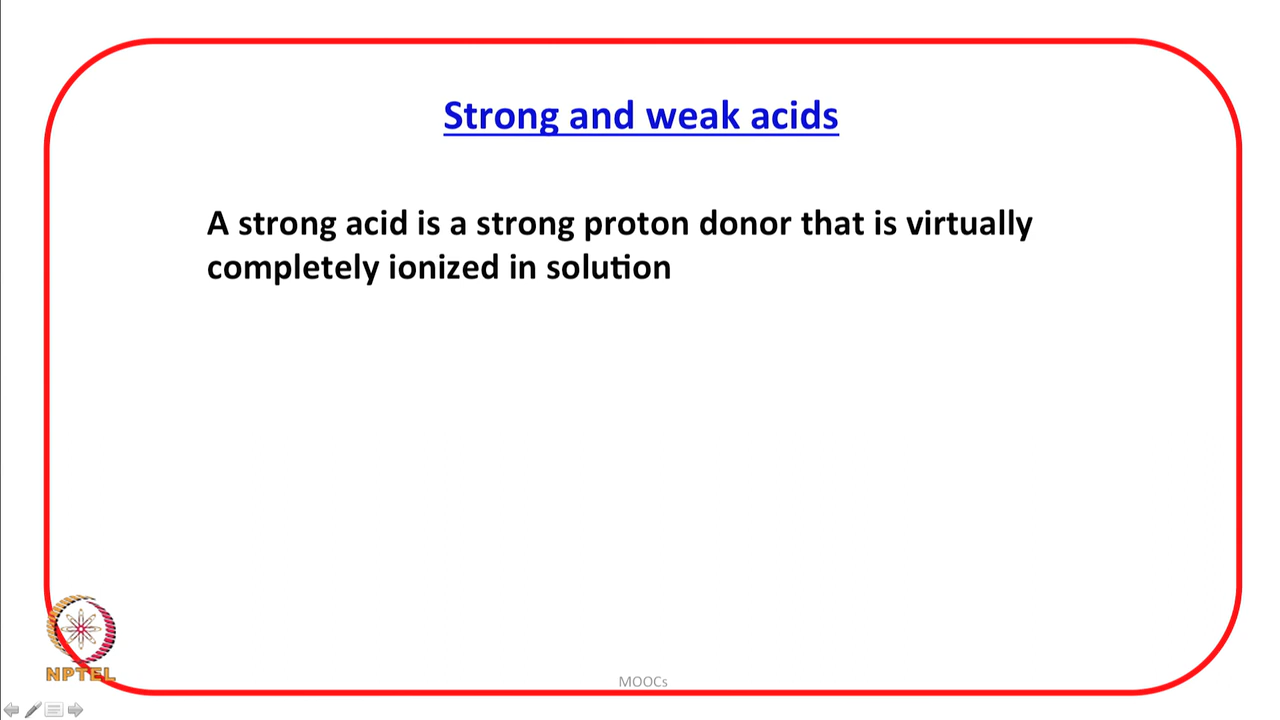 Strong and weak acids
A strong acid is a strong proton donor that is virtually
completely ionized in solution
NPTEL
MOOCs